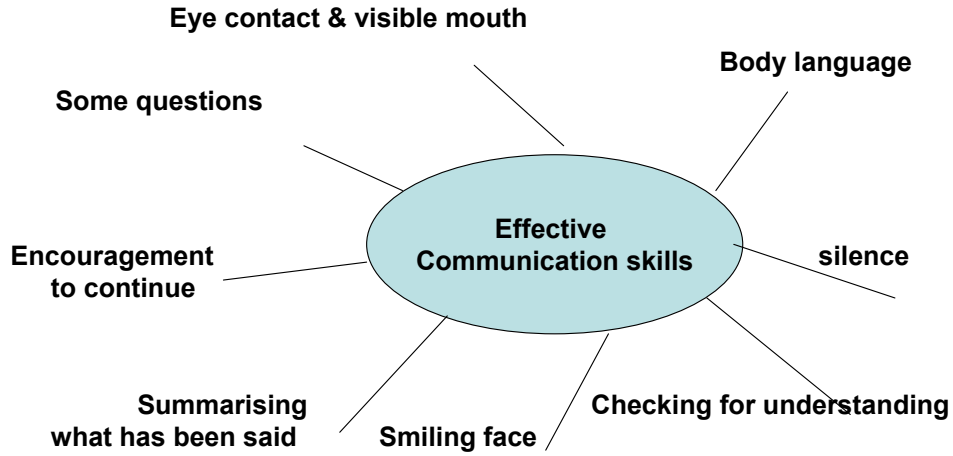 Eye contact & visible mouth
Body language
Some questions
Effective
Communication skills
Encouragement
to continue
silence
Summarising
what has been said
Smiling face
Checking for understanding